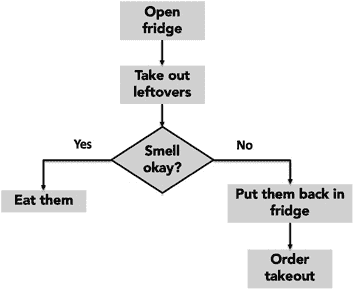 Open
fridge
Take out
leftovers
Smell
okay?
Yes
No
Eat them
Put them back in
fridge
Order
takeout